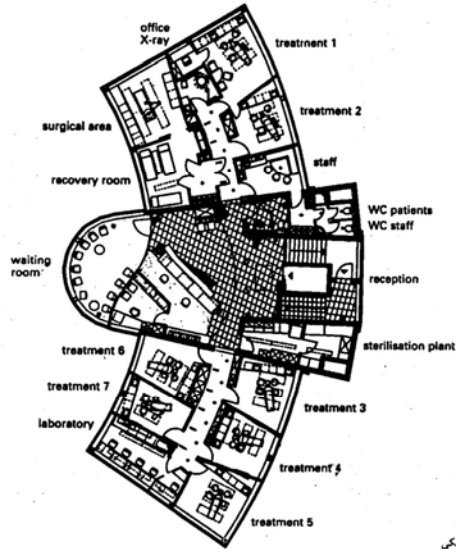 office
X-ray
treatment 1
surgical area
treatment 2
recovery room
staff
WC patients
WC staff
waiting
room
reception
sterilisation plant
treatment 6
treatment 7
treatment 3
laboratory
treatment 4
treatment 5